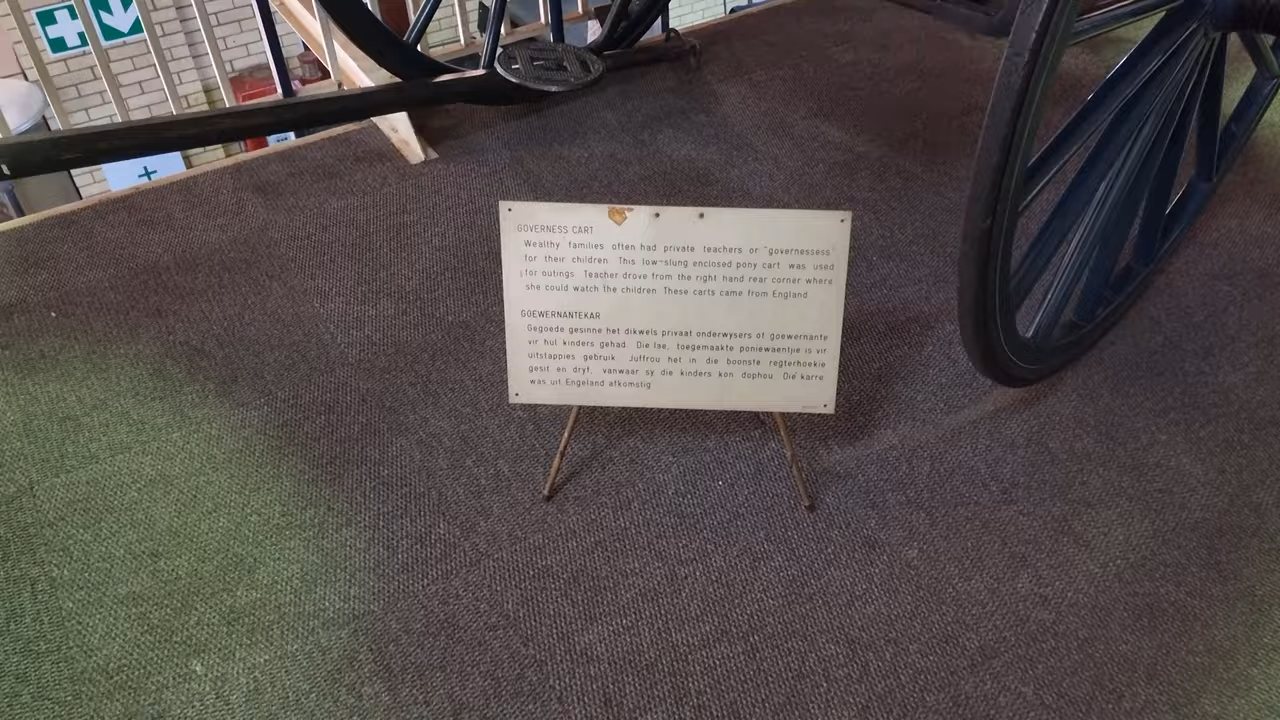 GOVERNESS CART
Wealthy families often had private teachers or "governessess"
for their children This low-slung enclosed pony cart was used
for outings Teacher drove from the right hand rear corner where
she could watch the children These carts came from England
GOEWERNANTEKAR
Gegoede gesinne het dikwels privaat onderwysers of goewernante
vir hul kinders gehad. Die lae, toegemaakte poniewaentjie is vir
uitstappies gebruik. Juffrou het in die boonste regterhoekie
gesit en dryf, vanwaar sy die kinders kon dophou. Die karre
was uit Engeland afkomstig